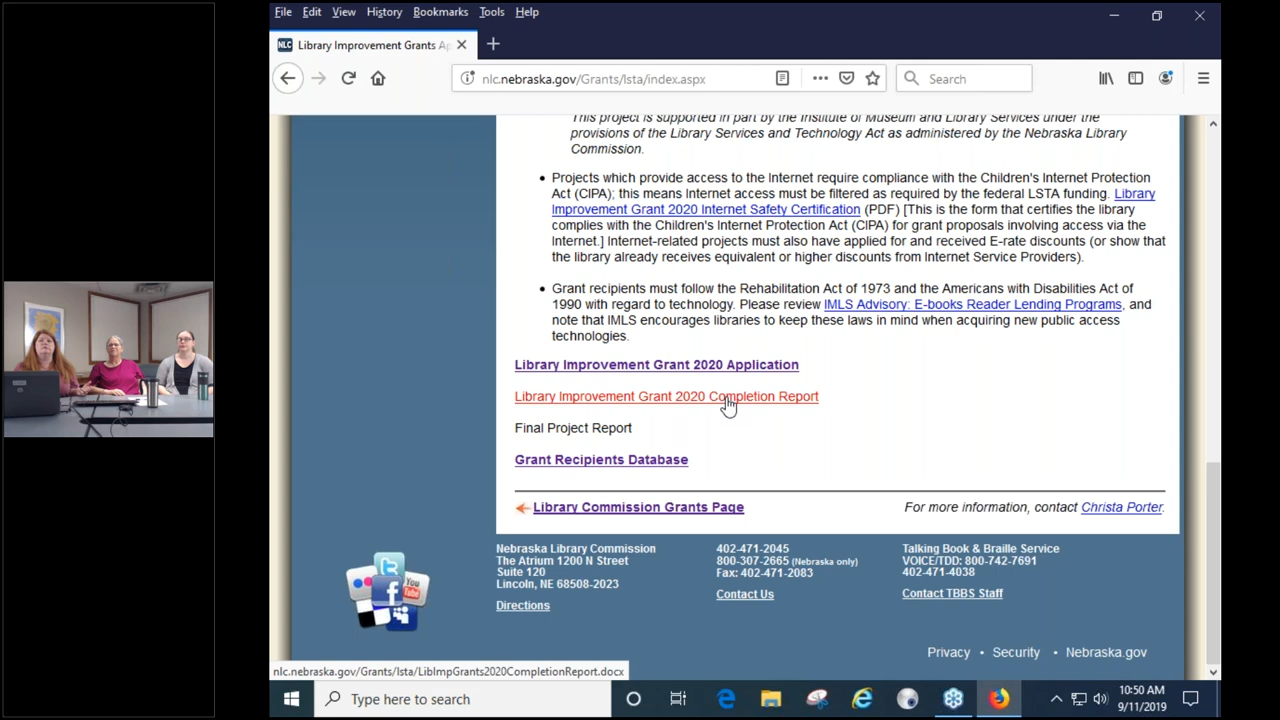 File Edit View History Bookmarks Tools Help
NLC Library Improvement Grants Ap
nlc.nebraska.gov/Grants/lsta/index.aspx
Search
This project is supported in part by the Institute of Museum and Library Services under the
provisions of the Library Services and Technology Act as administered by the Nebraska Library
Commission.
• Projects which provide access to the Internet require compliance with the Children's Internet Protection
Act (CIPA); this means Internet access must be filtered as required by the federal LSTA funding. Library
Improvement Grant 2020 Internet Safety Certification (PDF) [This is the form that certifies the library
complies with the Children's Internet Protection Act (CIPA) for grant proposals involving access via the
Internet.] Internet-related projects must also have applied for and received E-rate discounts (or show that
the library already receives equivalent or higher discounts from Internet Service Providers).
• Grant recipients must follow the Rehabilitation Act of 1973 and the Americans with Disabilities Act of
1990 with regard to technology. Please review IMLS Advisory: E-books Reader Lending Programs, and
note that IMLS encourages libraries to keep these laws in mind when acquiring new public access
technologies.
Library Improvement Grant 2020 Application
Library Improvement Grant 2020 Completion Report
Final Project Report
Grant Recipients Database
Library Commission Grants Page
For more information, contact Christa Porter.
Nebraska Library Commission
The Atrium 1200 N Street
Suite 120
Lincoln, NE 68508-2023
Directions
402-471-2045
800-307-2665 (Nebraska only)
Fax: 402-471-2083
Contact Us
Talking Book & Braille Service
VOICE/TDD: 800-742-7691
402-471-4038
Contact TBBS Staff
You
Privacy • Security • Nebraska.gov
nlc.nebraska.gov/Grants/lsta/LibImpGrants2020CompletionReport.docx
Type here to search
10:50 AM
9/11/2019